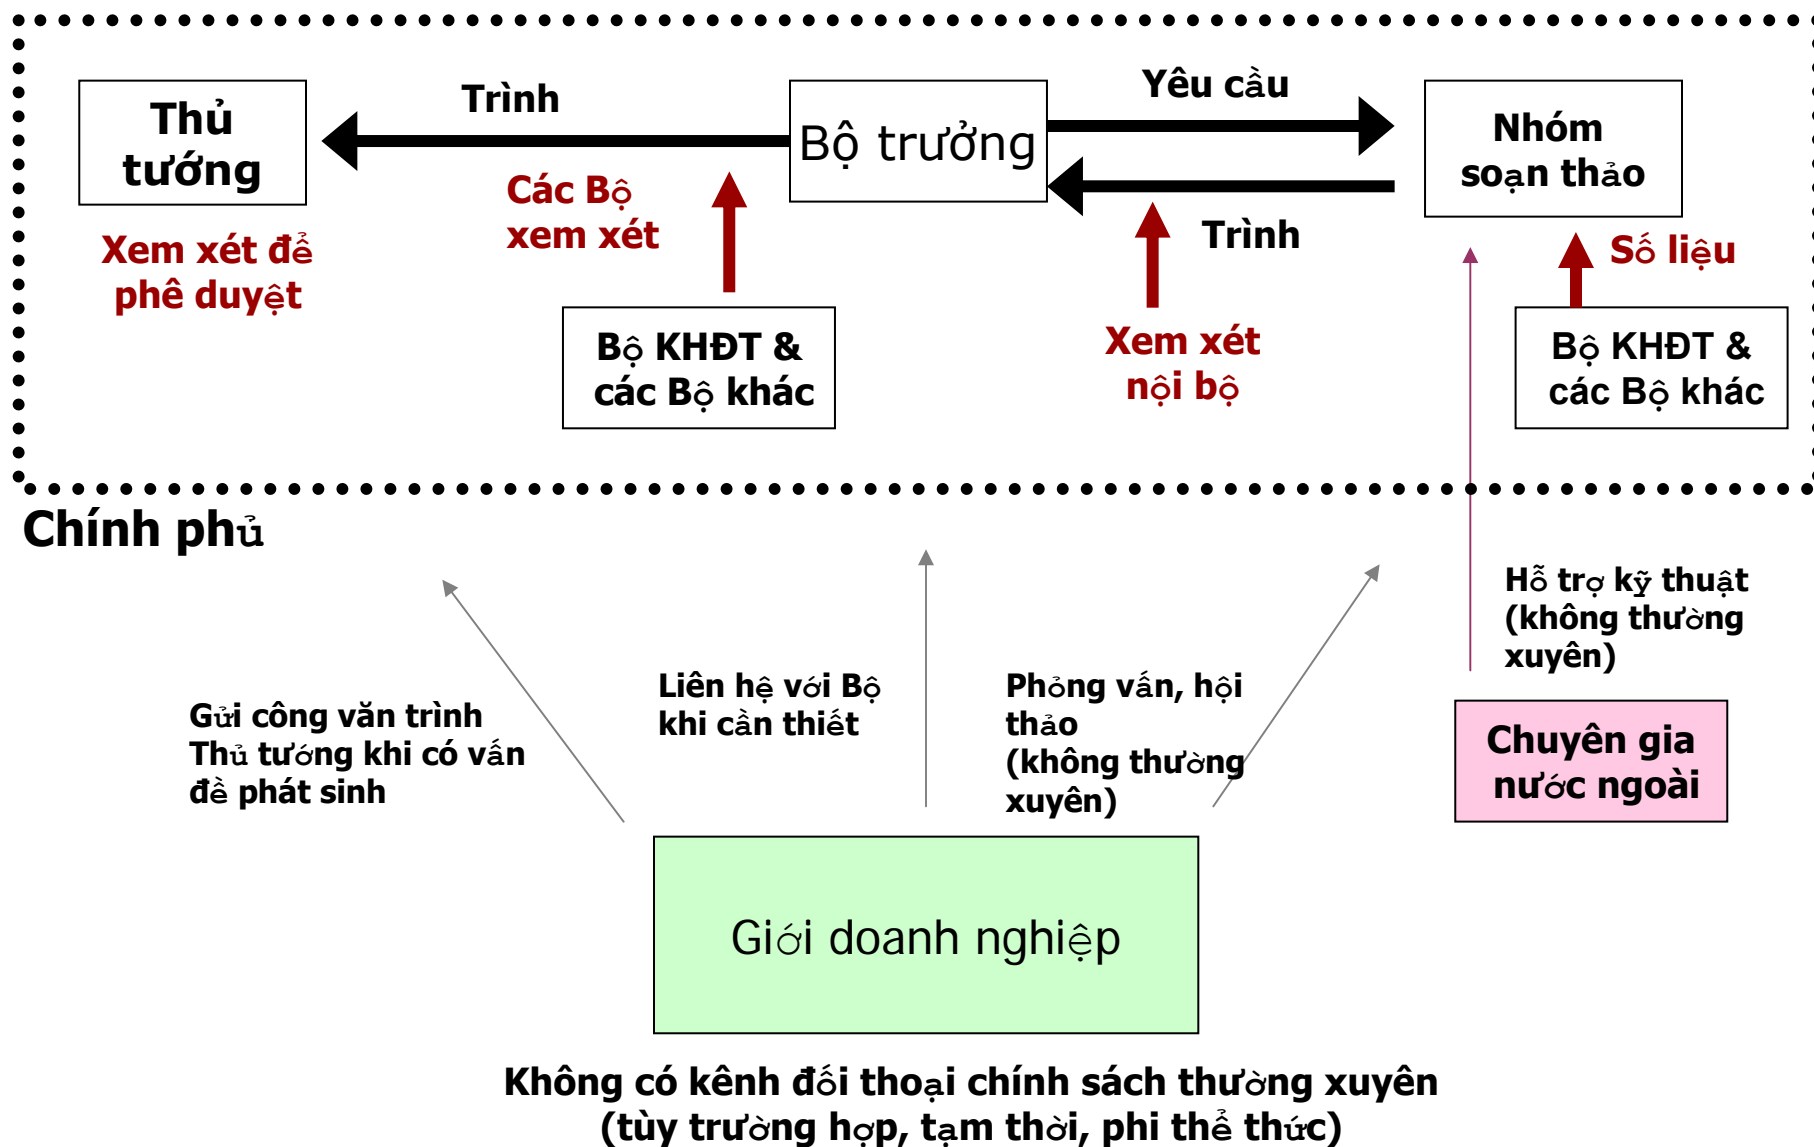 Thủ
tướng
Trình
Bộ trưởng
Yêu cầu
Nhóm
soạn thảo
Xem xét để
phê duyệt
Các Bộ
xem xét
Trình
Số liệu
Bộ KHĐT &
các Bộ khác
Xem xét
nội bộ
Bộ KHĐT &
các Bộ khác
Chính phủ
Hỗ trợ kỹ thuật
(không thường
xuyên)
Gửi công văn trình
Thủ tướng khi có vấn
đề phát sinh
Liên hệ với Bộ
khi cần thiết
Phỏng vấn, hội
thảo
(không thường
xuyên)
Chuyên gia
nước ngoài
Giới doanh nghiệp
Không có kênh đối thoại chính sách thường xuyên
(tùy trường hợp, tạm thời, phi thể thức)